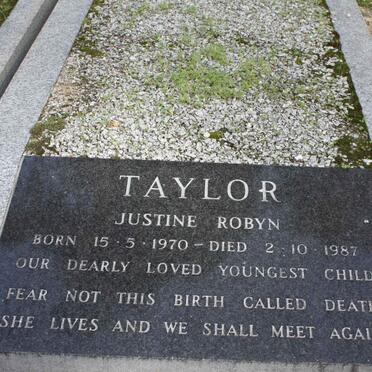 TAYLOR
JUSTINE ROBYN
BORN 15·5·1970 – DIED 2·10·1987
OUR DEARLY LOVED YOUNGEST CHILD
FEAR NOT THIS BIRTH CALLED DEATH
SHE LIVES AND WE SHALL MEET AGAI